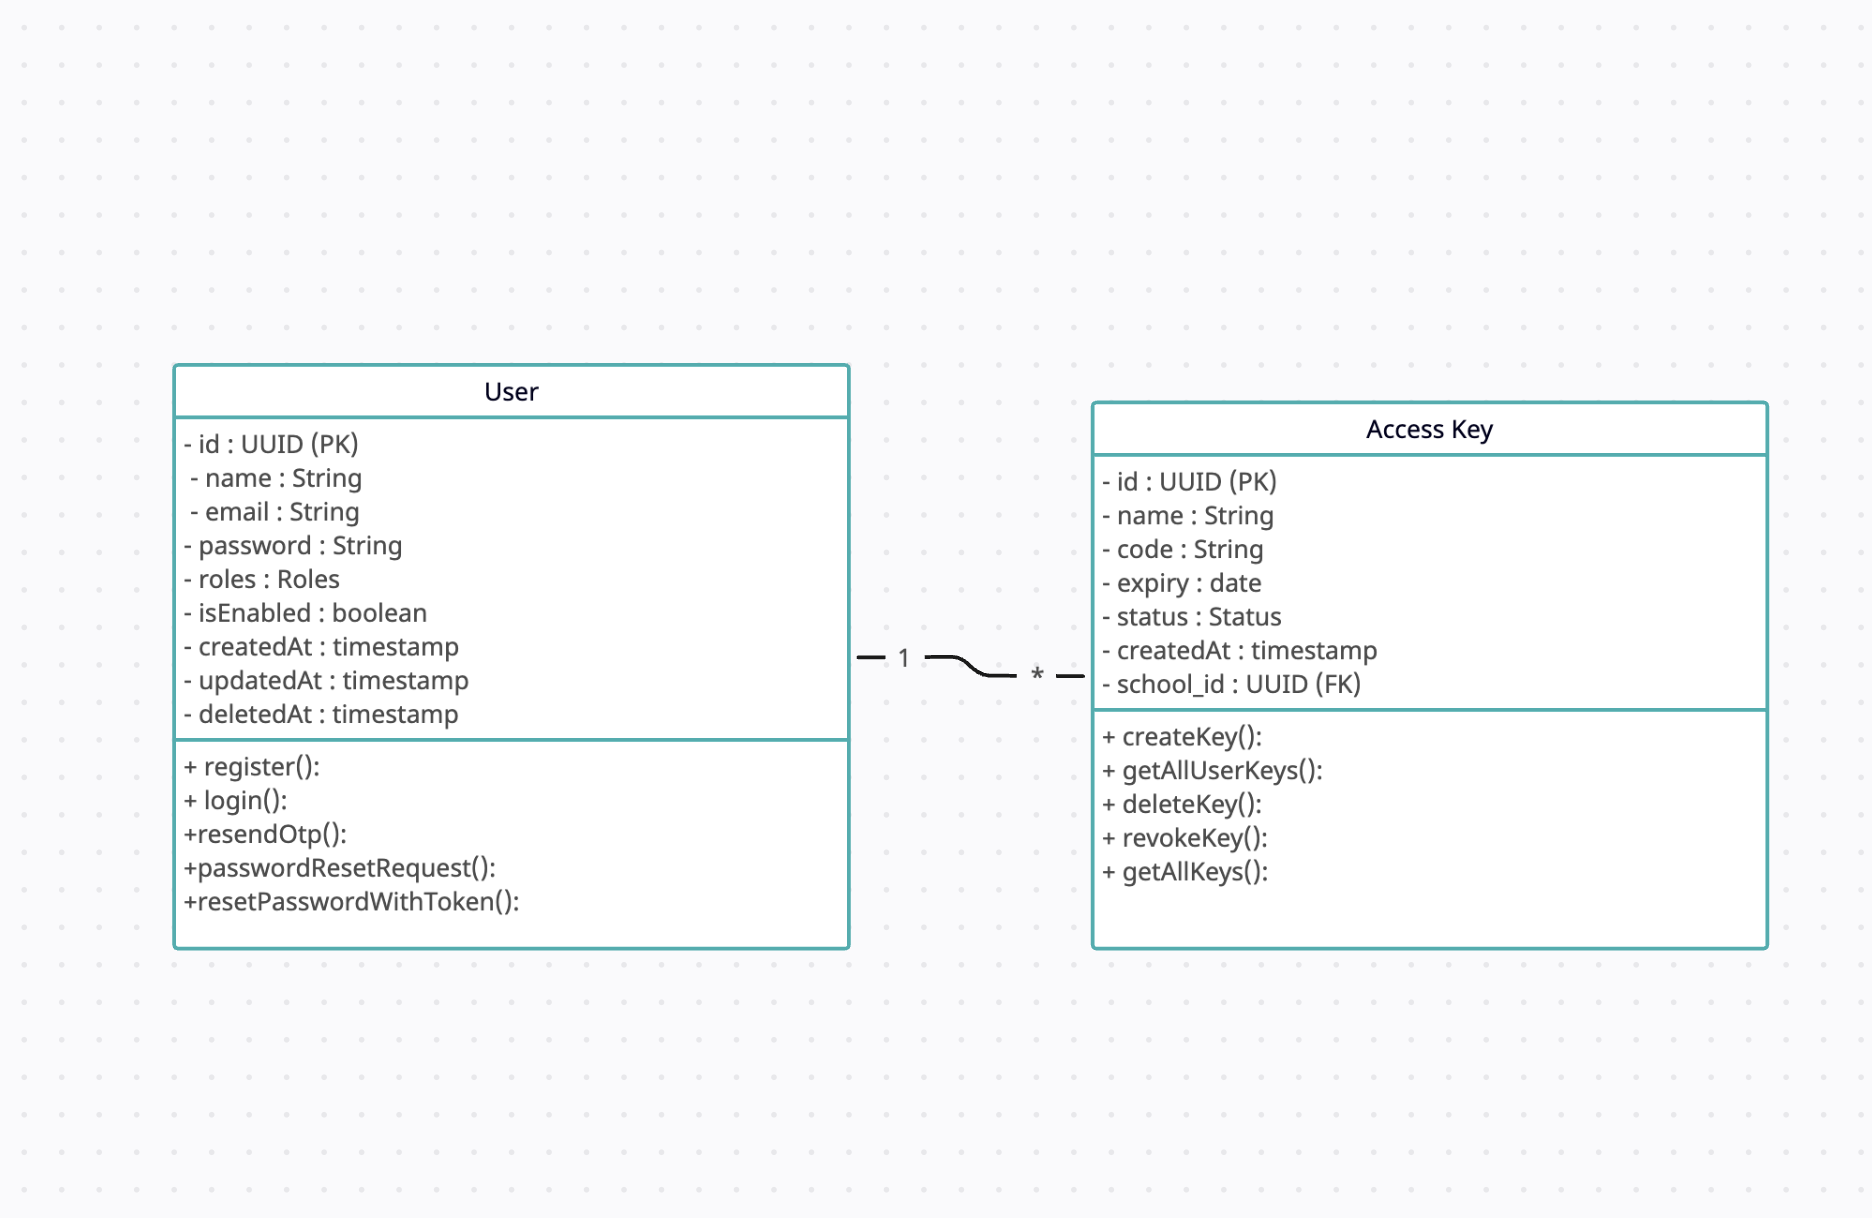 User
- id : UUID (PK)
- name : String
- email : String
- password : String
- roles : Roles
- isEnabled : boolean
- createdAt : timestamp
- updatedAt : timestamp
- deletedAt : timestamp
+ register():
+ login():
+resendOtp():
+passwordResetRequest():
+resetPasswordWithToken():
1
*
Access Key
- id : UUID (PK)
- name : String
- code : String
- expiry : date
- status : Status
- createdAt : timestamp
- school_id : UUID (FK)
+ createKey():
+ getAllUserKeys():
+ deleteKey():
+ revokeKey():
+ getAllKeys():